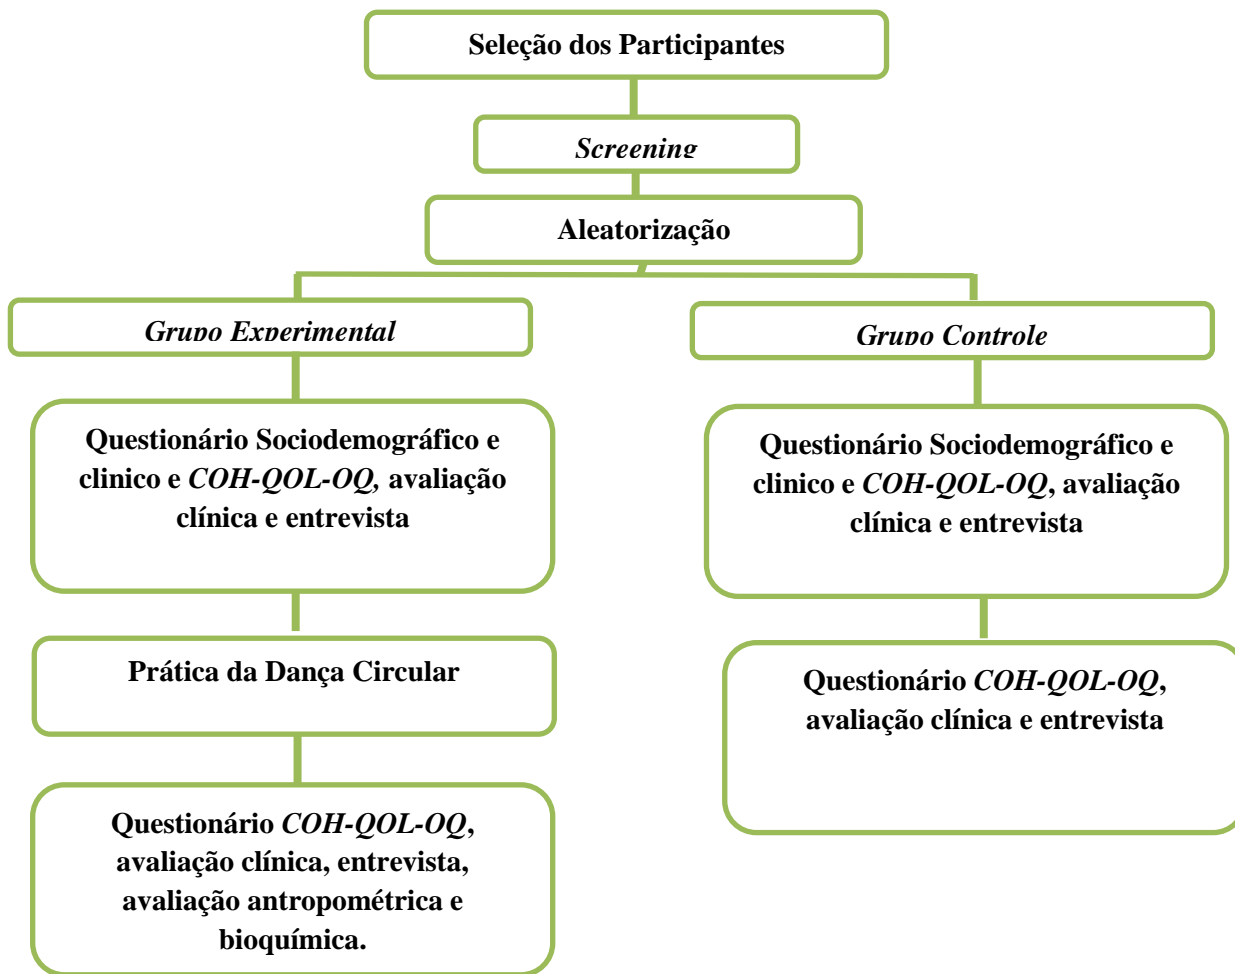 Seleção dos Participantes
Screening
Aleatorização
Grupo Experimental
Grupo Controle
Questionário Sociodemográfico e
clinico e COH-QOL-OQ, avaliação
clínica e entrevista
Questionário Sociodemográfico e
clinico e COH-QOL-OQ, avaliação
clínica e entrevista
Prática da Dança Circular
Questionário COH-QOL-OQ,
avaliação clínica e entrevista
Questionário COH-QOL-OQ,
avaliação clínica, entrevista,
avaliação antropométrica e
bioquímica.